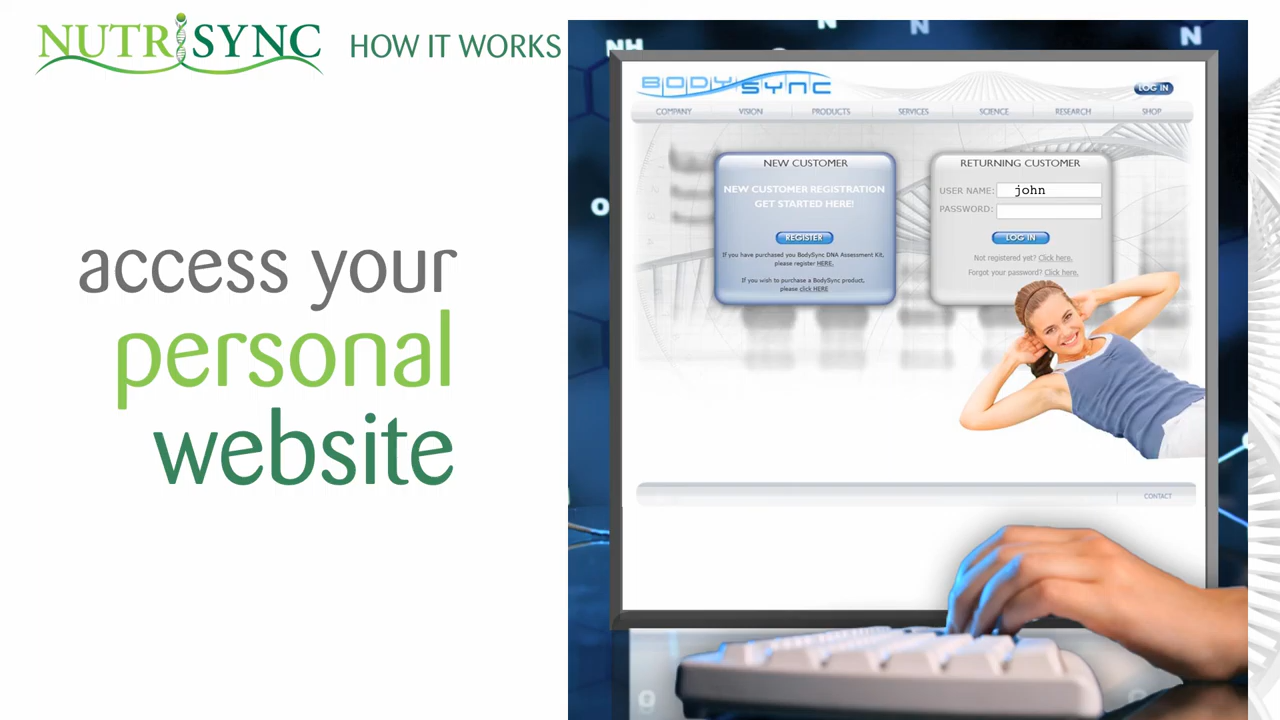 NUTRISYNC HOW IT WORKS
access your
personal
website
NH
N
N
N
O
BODYSYNC
LOG IN
COMPANY VISION PRODUCTS SERVICES SCIENCE RESEARCH SHOP
NEW CUSTOMER
NEW CUSTOMER REGISTRATION
GET STARTED HERE!
REGISTER
If you have purchased you BodySync DNA Assessment Kit,
please register HERE.
If you wish to purchase a BodySync product,
please click HERE
RETURNING CUSTOMER
USER NAME: john
PASSWORD:
LOG IN
Not registered yet? Click here.
Forgot your password? Click here.
CONTACT
O